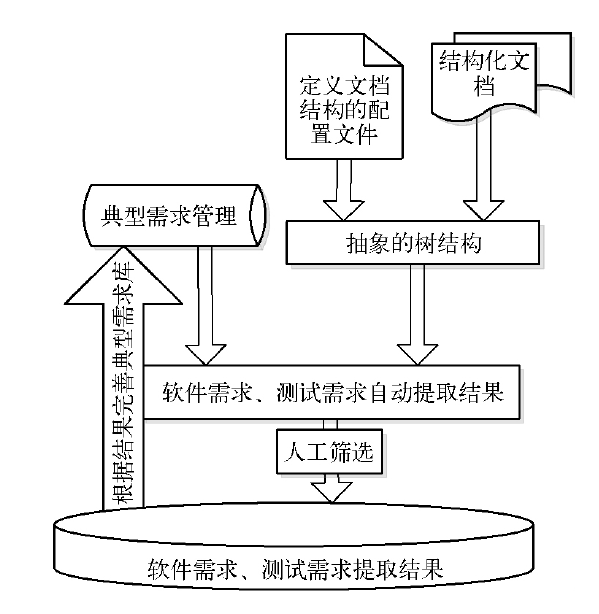 定义文档
结构的配
置文件
结构化文
档
典型需求管理
抽象的树结构
根据结果完善典型需求库
软件需求、测试需求自动提取结果
人工筛选
软件需求、测试需求提取结果